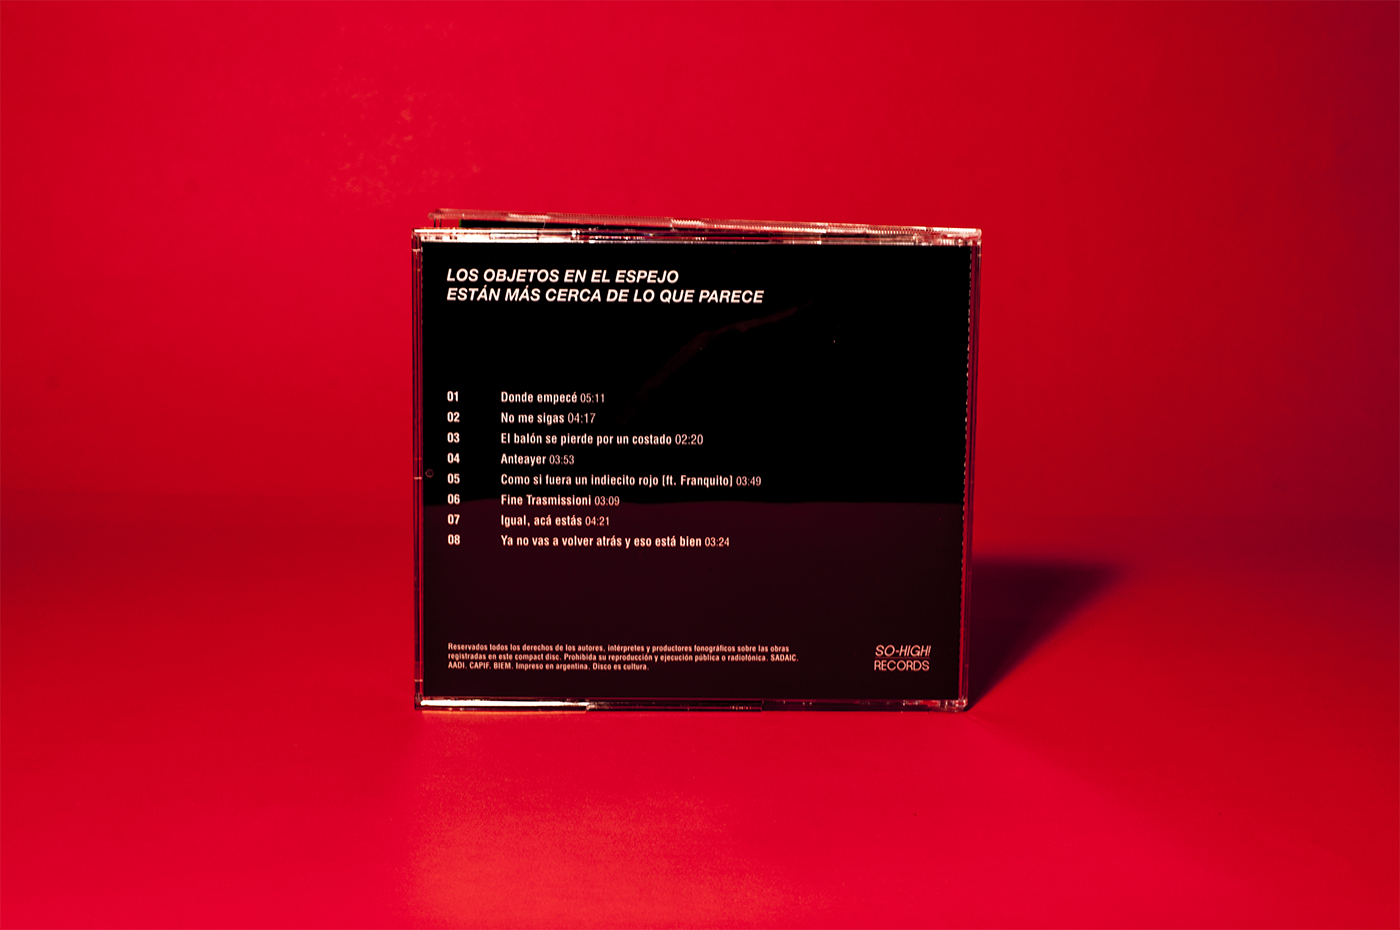 LOS OBJETOS EN EL ESPEJO
ESTÁN MÁS CERCA DE LO QUE PARECE
01 Donde empecé 05:11
02 No me sigas 04:17
03 El balón se pierde por un costado 02:20
04 Anteayer 03:53
05 Como si fuera un indiecito rojo [ft. Franquito] 03:49
06 Fine Trasmissioni 03:09
07 Igual, acá estás 04:21
08 Ya no vas a volver atrás y eso está bien 03:24
Reservados todos los derechos de los autores, intérpretes y productores fonográficos sobre las obras
registradas en este compact disc. Prohibida su reproducción y ejecución pública o radiofónica. SADAIC.
AADI. CAPIF. BIEM. Impreso en argentina. Disco es cultura.
SO-HIGH!
RECORDS